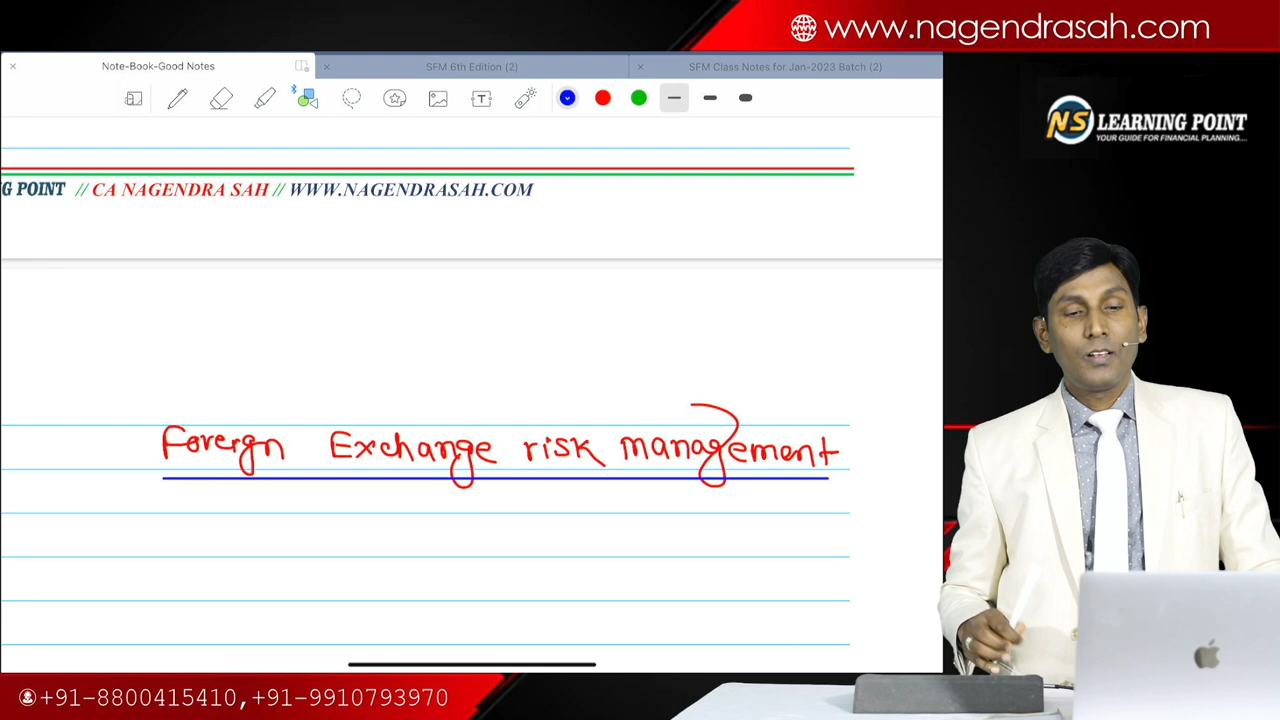 www.nagendrasah.com
Note-Book-Good Notes
SFM 6th Edition (2)
SFM Class Notes for Jan-2023 Batch (2)
NS LEARNING POINT
YOUR GUIDE FOR FINANCIAL PLANNING....
G POINT // CA NAGENDRA SAH // WWW.NAGENDRASAH.COM
Foreign Exchange risk management
+91-8800415410,+91-9910793970